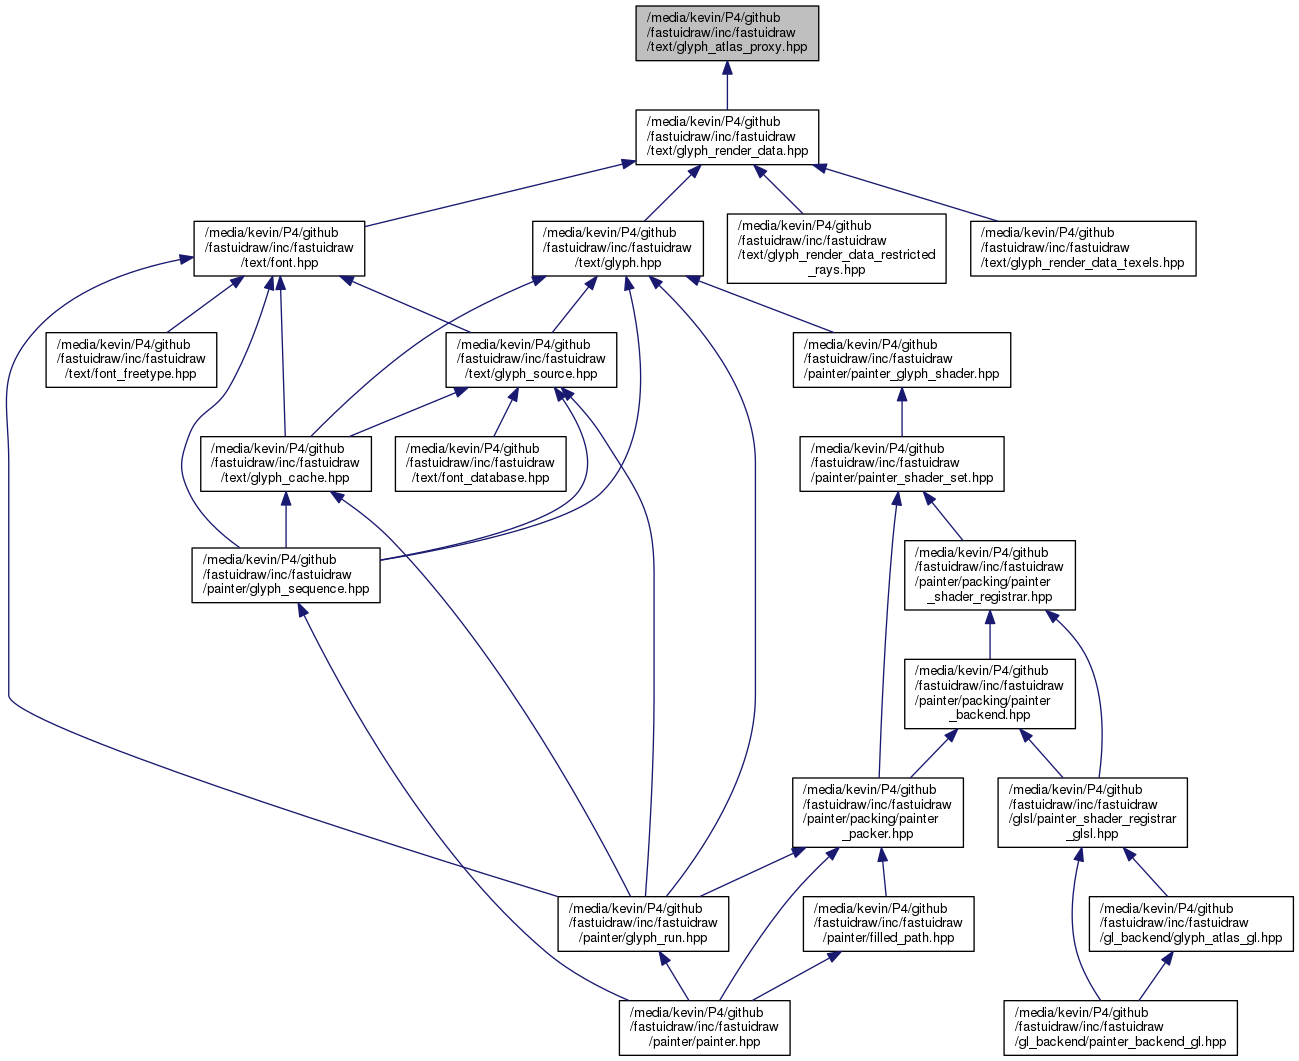 /media/kevin/P4/github
/fastuidraw/inc/fastuidraw
/text/glyph_atlas_proxy.hpp
/media/kevin/P4/github
/fastuidraw/inc/fastuidraw
/text/glyph_render_data.hpp
/media/kevin/P4/github
/fastuidraw/inc/fastuidraw
/text/font.hpp
/media/kevin/P4/github
/fastuidraw/inc/fastuidraw
/text/glyph.hpp
/media/kevin/P4/github
/fastuidraw/inc/fastuidraw
/text/glyph_render_data_restricted
_rays.hpp
/media/kevin/P4/github
/fastuidraw/inc/fastuidraw
/text/glyph_render_data_texels.hpp
/media/kevin/P4/github
/fastuidraw/inc/fastuidraw
/text/font_freetype.hpp
/media/kevin/P4/github
/fastuidraw/inc/fastuidraw
/text/glyph_source.hpp
/media/kevin/P4/github
/fastuidraw/inc/fastuidraw
/painter/painter_glyph_shader.hpp
/media/kevin/P4/github
/fastuidraw/inc/fastuidraw
/text/glyph_cache.hpp
/media/kevin/P4/github
/fastuidraw/inc/fastuidraw
/text/font_database.hpp
/media/kevin/P4/github
/fastuidraw/inc/fastuidraw
/painter/painter_shader_set.hpp
/media/kevin/P4/github
/fastuidraw/inc/fastuidraw
/painter/glyph_sequence.hpp
/media/kevin/P4/github
/fastuidraw/inc/fastuidraw
/painter/packing/painter
_shader_registrar.hpp
/media/kevin/P4/github
/fastuidraw/inc/fastuidraw
/painter/packing/painter
_backend.hpp
/media/kevin/P4/github
/fastuidraw/inc/fastuidraw
/painter/packing/painter
_packer.hpp
/media/kevin/P4/github
/fastuidraw/inc/fastuidraw
/glsl/painter_shader_registrar
_glsl.hpp
/media/kevin/P4/github
/fastuidraw/inc/fastuidraw
/painter/glyph_run.hpp
/media/kevin/P4/github
/fastuidraw/inc/fastuidraw
/painter/filled_path.hpp
/media/kevin/P4/github
/fastuidraw/inc/fastuidraw
/gl_backend/glyph_atlas_gl.hpp
/media/kevin/P4/github
/fastuidraw/inc/fastuidraw
/painter/painter.hpp
/media/kevin/P4/github
/fastuidraw/inc/fastuidraw
/gl_backend/painter_backend_gl.hpp